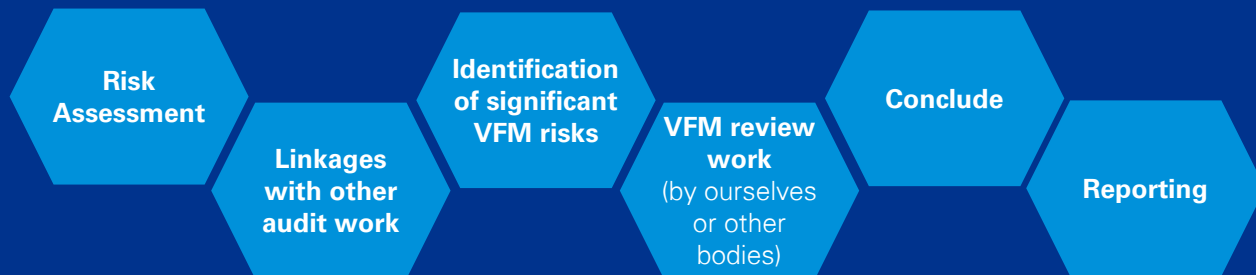 Risk
Assessment
Linkages
with other
audit work
Identification
of significant
VFM risks
VFM review
work
(by ourselves
or other
bodies)
Conclude
Reporting